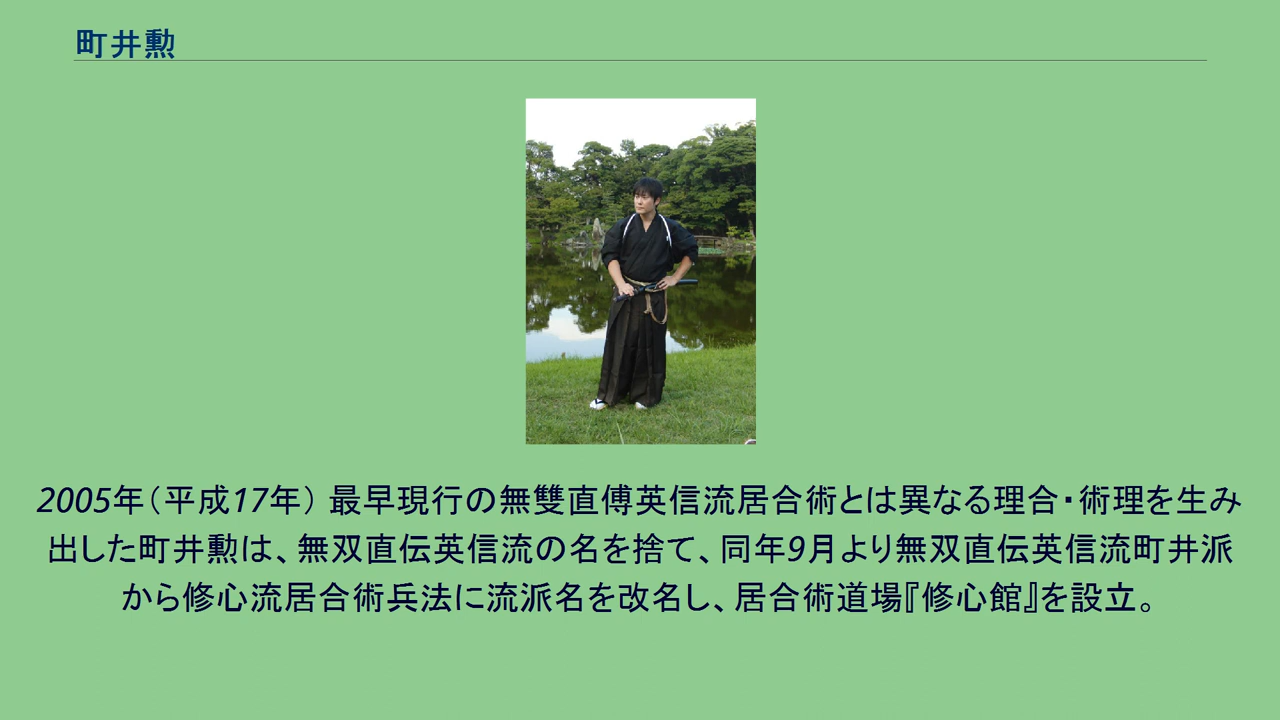 町井勲
2005年（平成17年） 最早現行の無雙直傅英信流居合術とは異なる理合・術理を生み
出した町井勲は、無双直伝英信流の名を捨て、同年9月より無双直伝英信流町井派
から修心流居合術兵法に流派名を改名し、居合術道場『修心館』を設立。